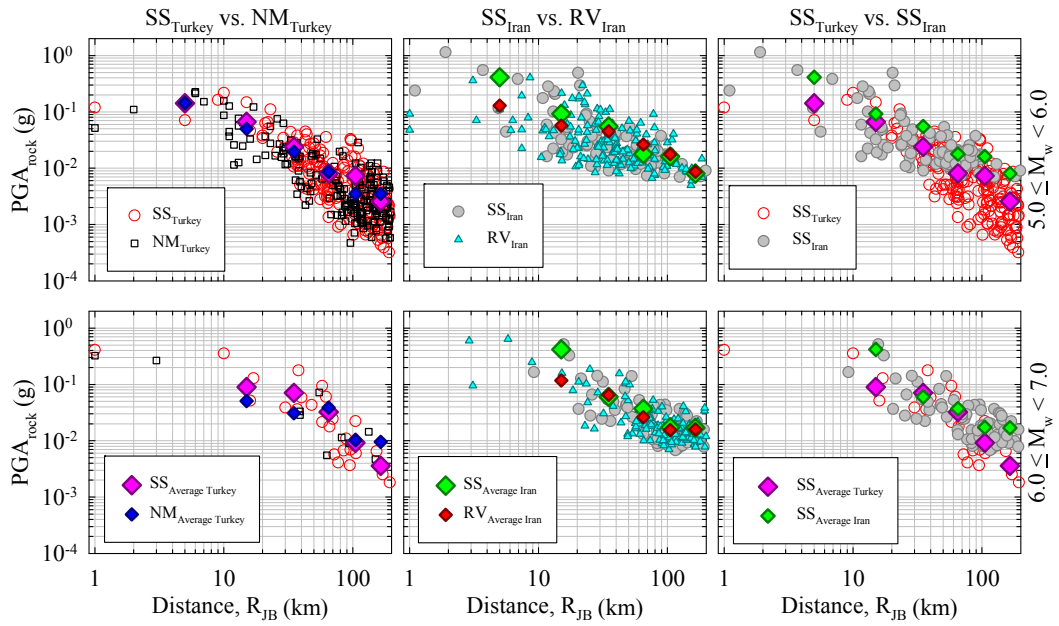 SS_Turkey vs. NM_Turkey
SS_Iran vs. RV_Iran
SS_Turkey vs. SS_Iran
PGA_rock (g)
10^0
10^-1
10^-2
10^-3
10^-4
SS_Turkey
NM_Turkey
SS_Iran
RV_Iran
SS_Turkey
SS_Iran
5.0 ≤ M_w < 6.0
PGA_rock (g)
10^0
10^-1
10^-2
10^-3
10^-4
SS_Average Turkey
NM_Average Turkey
SS_Average Iran
RV_Average Iran
SS_Average Turkey
SS_Average Iran
6.0 ≤ M_w < 7.0
1 10 100
1 10 100
1 10 100
Distance, R_JB (km)
Distance, R_JB (km)
Distance, R_JB (km)